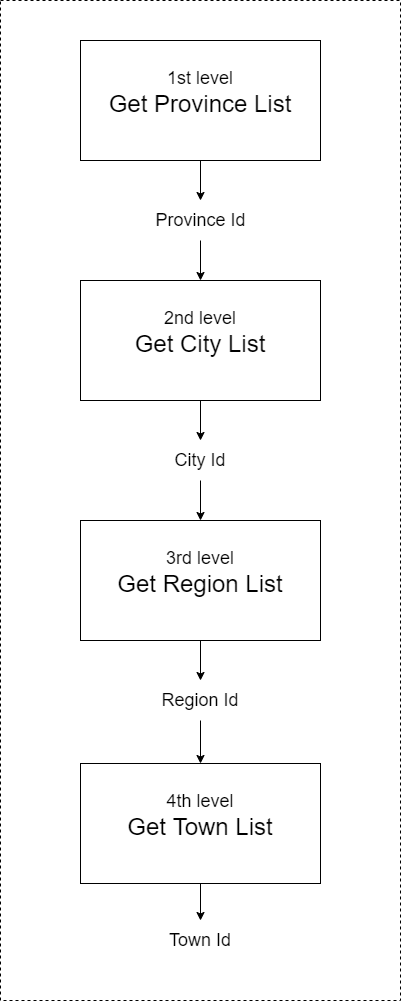 1st level
Get Province List
Province Id
2nd level
Get City List
City Id
3rd level
Get Region List
Region Id
4th level
Get Town List
Town Id